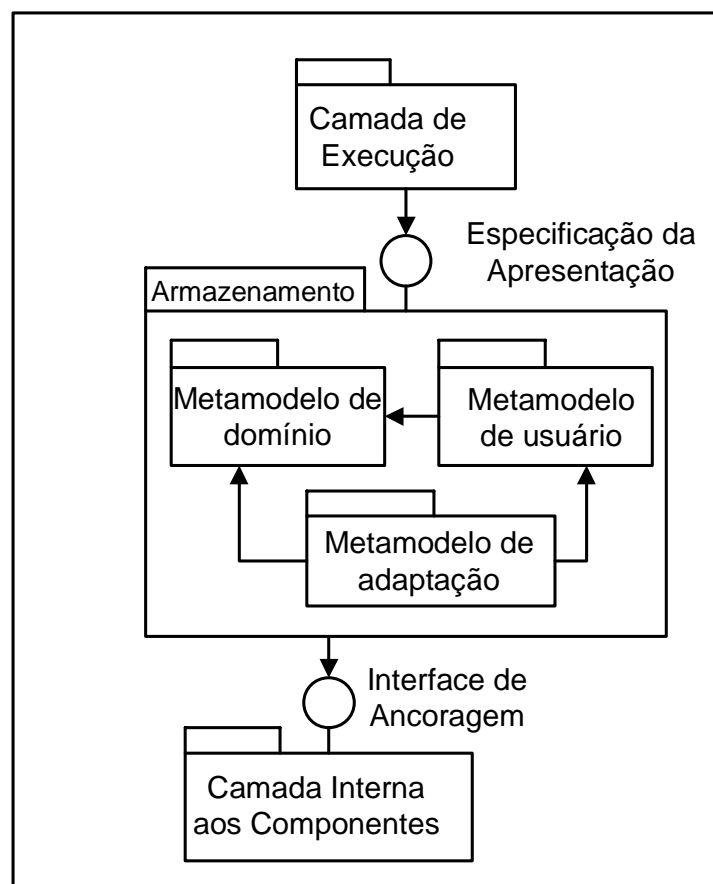 Camada de
Execução
Especificação da
Apresentação
Armazenamento
Metamodelo de
domínio
Metamodelo
de usuário
Metamodelo de
adaptação
Interface de
Ancoragem
Camada Interna
aos Componentes